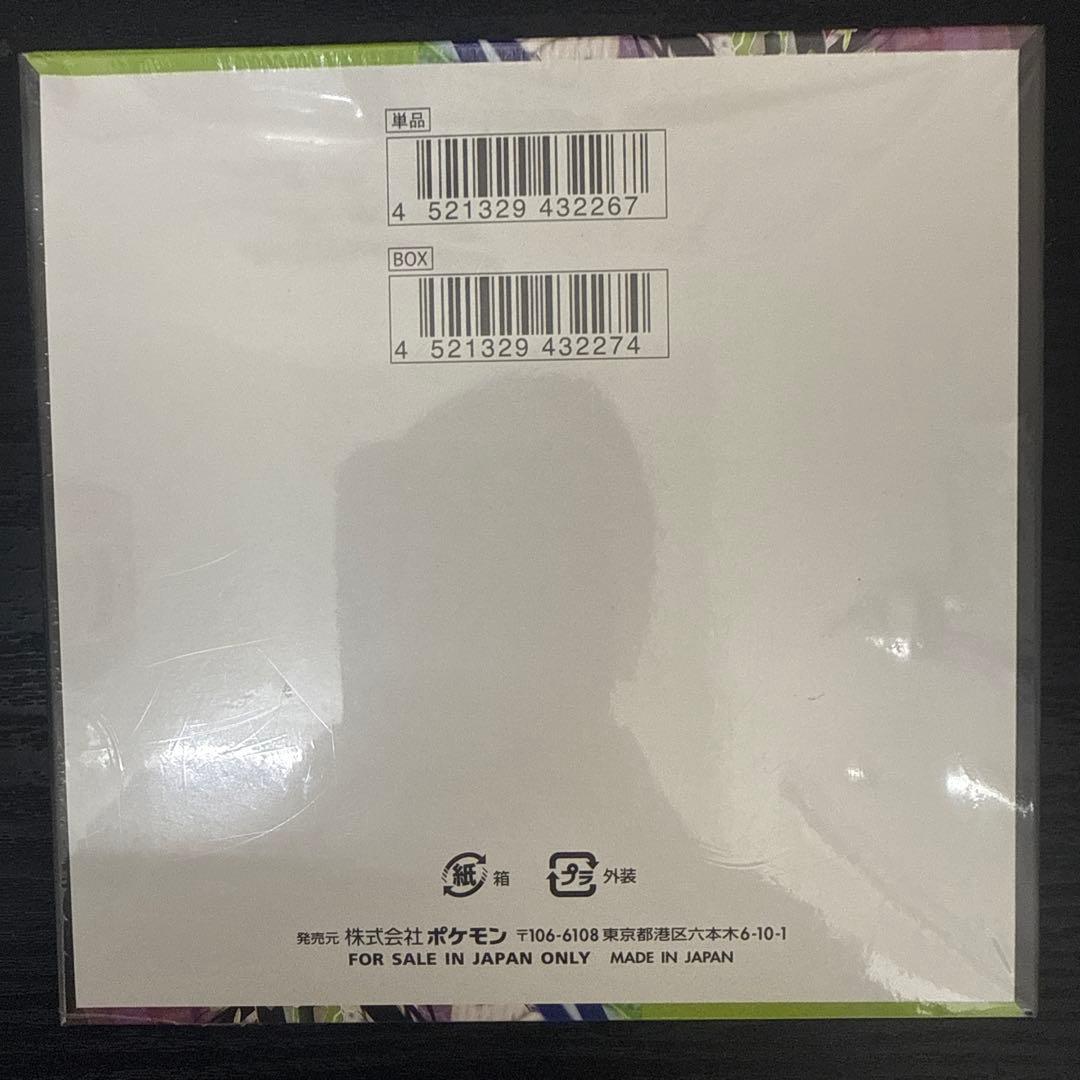 単品
4 521329 432267
BOX
4 521329 432274
紙 箱 プラ 外装
発売元 株式会社 ポケモン 〒106-6108 東京都港区六本木6-10-1
FOR SALE IN JAPAN ONLY MADE IN JAPAN